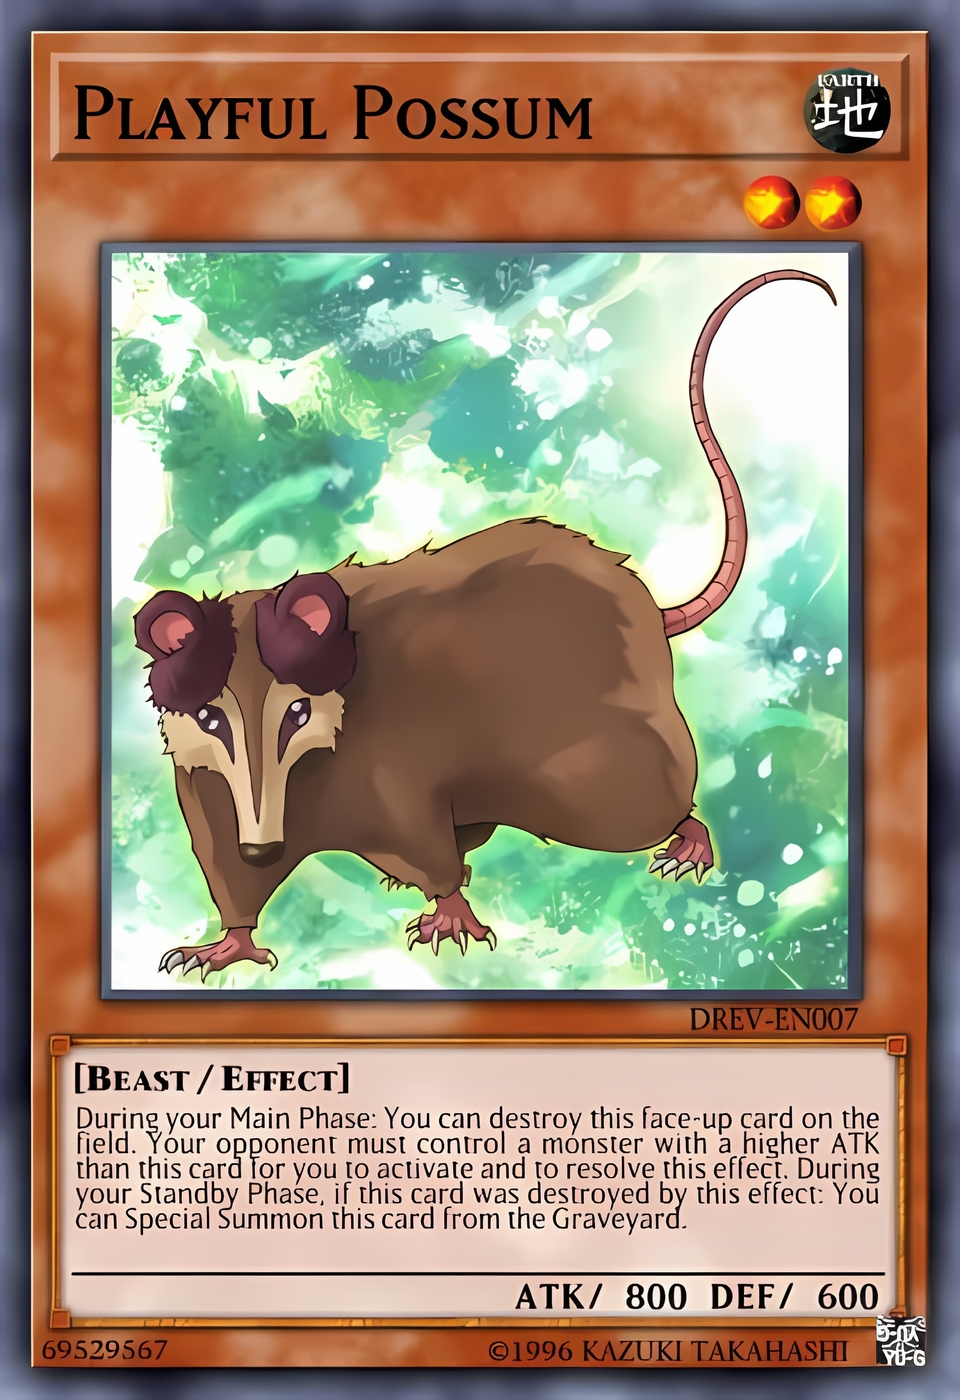 PLAYFUL POSSUM
EARTH
地
DREV-EN007
[BEAST / EFFECT]
During your Main Phase: You can destroy this face-up card on the
field. Your opponent must control a monster with a higher ATK
than this card for you to activate and to resolve this effect. During
your Standby Phase, if this card was destroyed by this effect: You
can Special Summon this card from the Graveyard.
ATK/ 800 DEF/ 600
69529567
©1996 KAZUKI TAKAHASHI